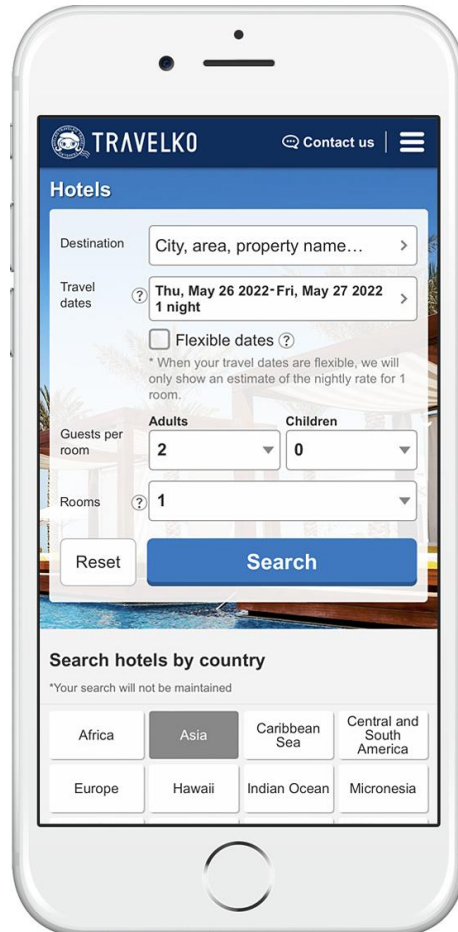 TRAVELKO
Contact us
Hotels
Destination
City, area, property name…
Travel
dates
?
Thu, May 26 2022-Fri, May 27 2022
1 night
Flexible dates ?
* When your travel dates are flexible, we will
only show an estimate of the nightly rate for 1
room.
Guests per
room
Adults
2
Children
0
Rooms
?
1
Reset
Search
Search hotels by country
*Your search will not be maintained
Africa
Asia
Caribbean
Sea
Central and
South
America
Europe
Hawaii
Indian Ocean
Micronesia